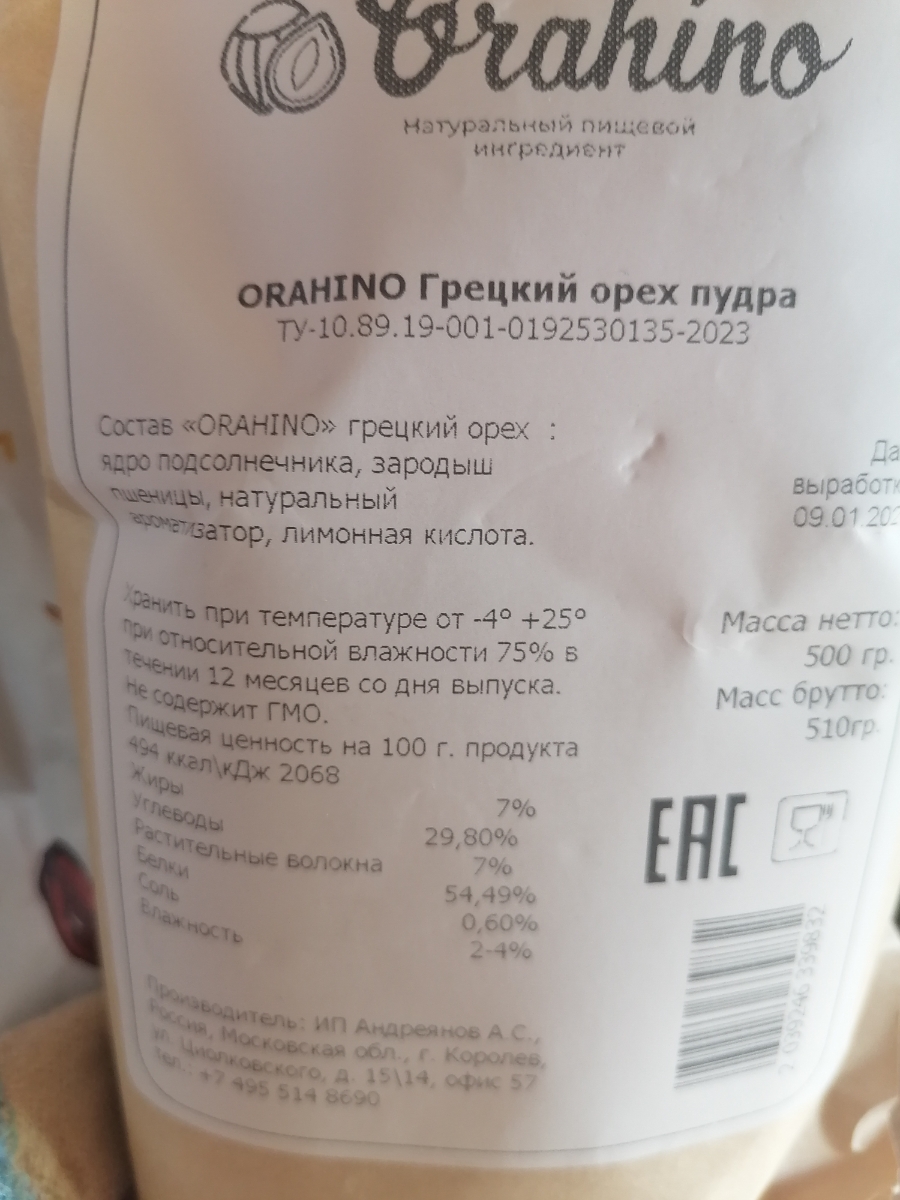 Orahino
Натуральный пищевой
ингредиент
ORAHINO Грецкий орех пудра
ТУ-10.89.19-001-0192530135-2023
Состав «ORAHINO» грецкий орех :
ядро подсолнечника, зародыш
пшеницы, натуральный
ароматизатор, лимонная кислота.
Да
выработк
09.01.202
Хранить при температуре от -4° +25°
при относительной влажности 75% в
течении 12 месяцев со дня выпуска.
Не содержит ГМО.
Пищевая ценность на 100 г. продукта
494 ккал\кДж 2068
Жиры 7%
Углеводы 29,80%
Растительные волокна 7%
Белки 54,49%
Соль 0,60%
Влажность 2-4%
Масса нетто:
500 гр.
Масс брутто:
510гр.
EAC
Производитель: ИП Андреянов А.С.,
Россия, Московская обл., г. Королев,
ул. Циолковского, д. 15\14, офис 57
тел.: +7 495 514 8690